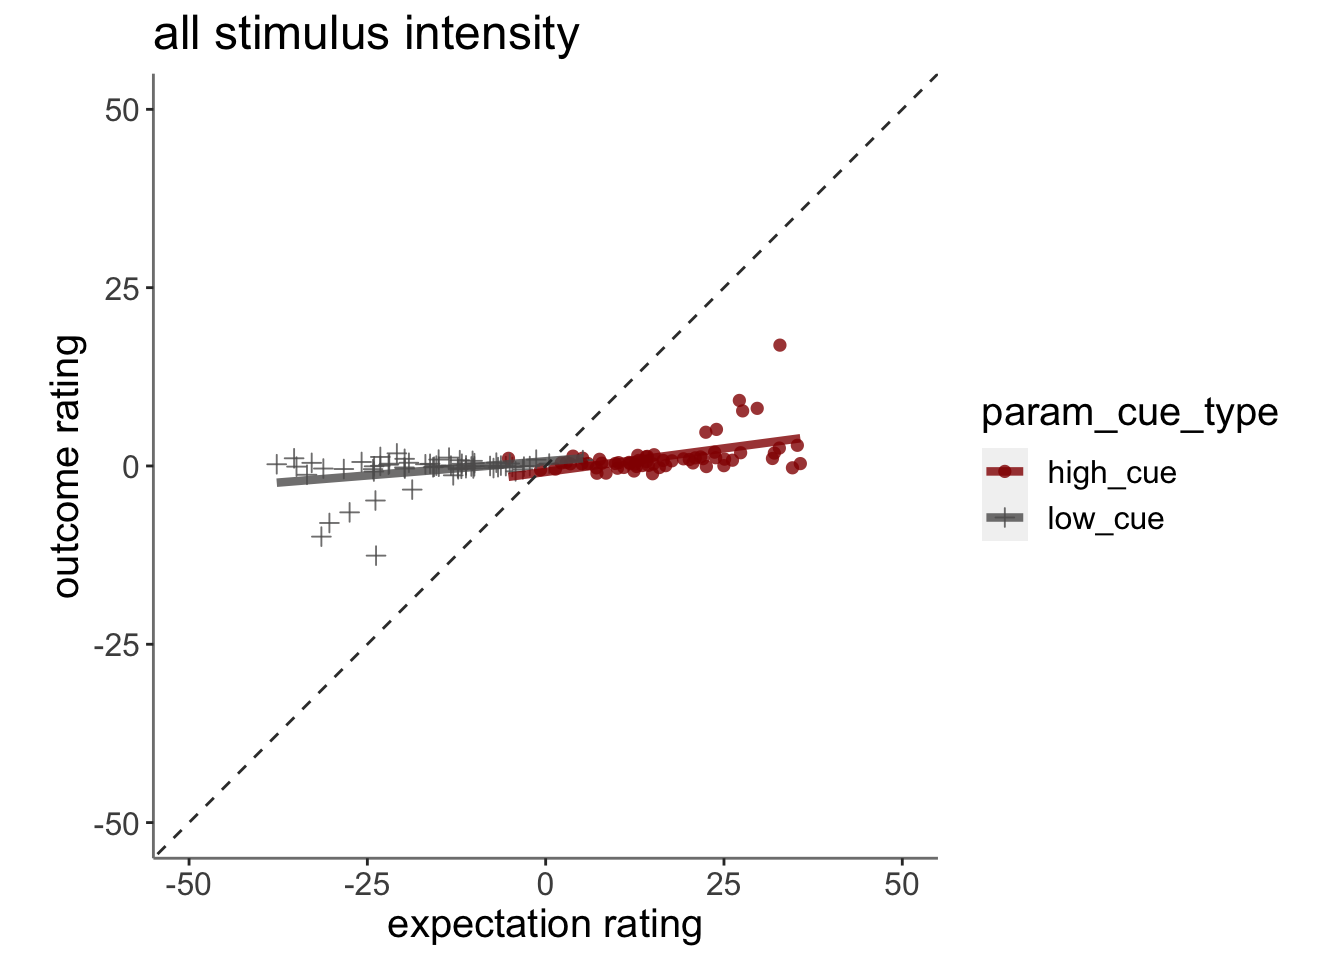 all stimulus intensity
50
25
0
-25
-50
outcome rating
-50
-25
0
25
50
expectation rating
param_cue_type
high_cue
low_cue